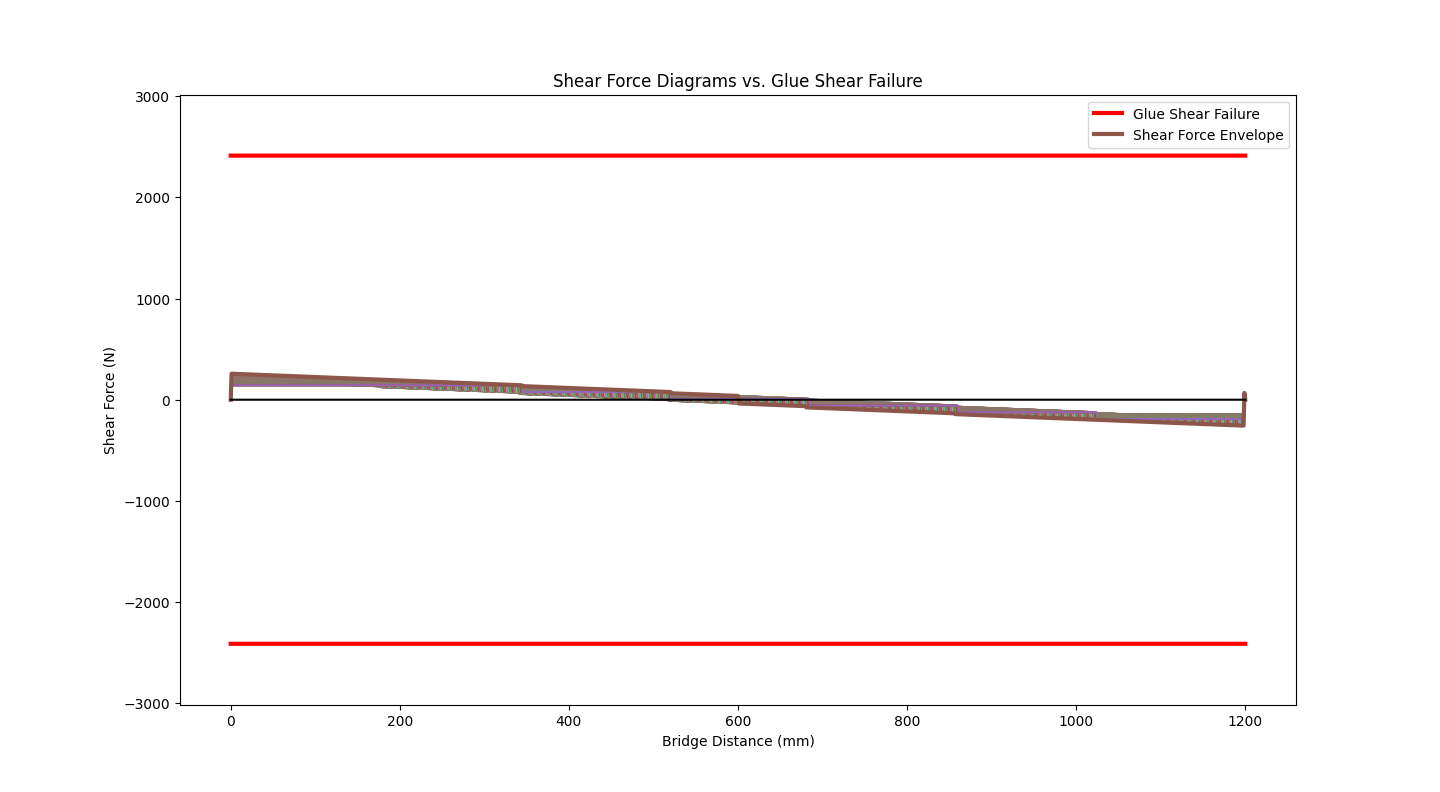 Shear Force Diagrams vs. Glue Shear Failure
3000
2000
1000
0
−1000
−2000
−3000
Shear Force (N)
Glue Shear Failure
Shear Force Envelope
0
200
400
600
800
1000
1200
Bridge Distance (mm)